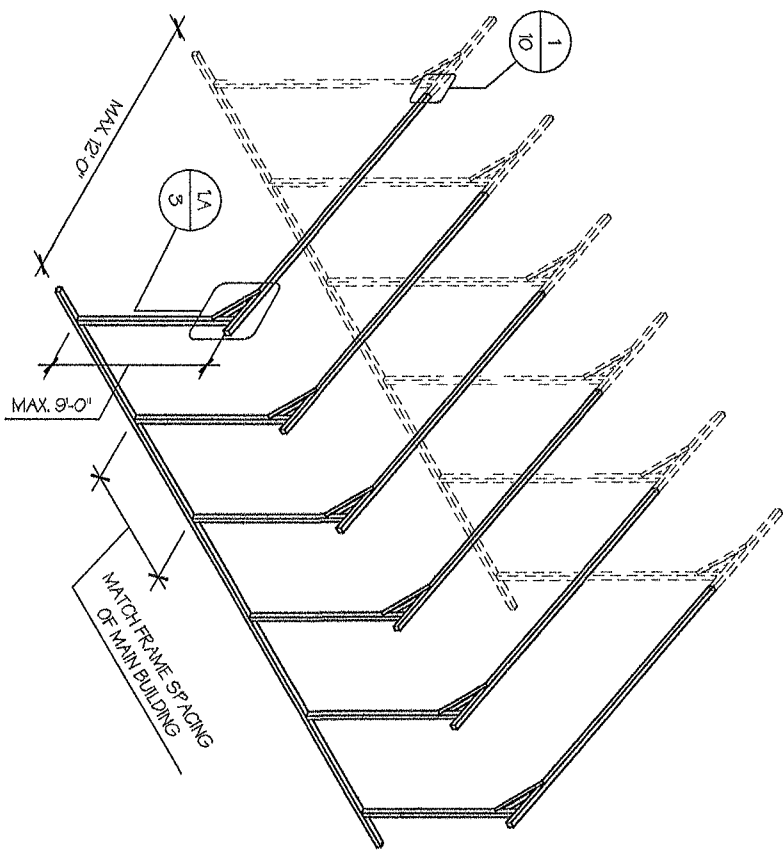 1
10
MAX. 12'-0"
1A
3
MAX. 9'-0"
MATCH FRAME SPACING
OF MAIN BUILDING